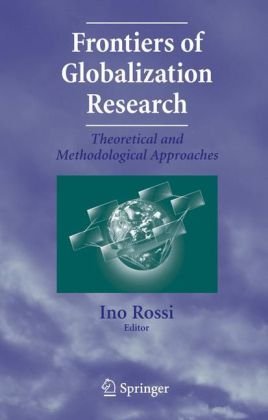 Frontiers of
Globalization
Research
Theoretical and
Methodological Approaches
Ino Rossi
Editor
Springer